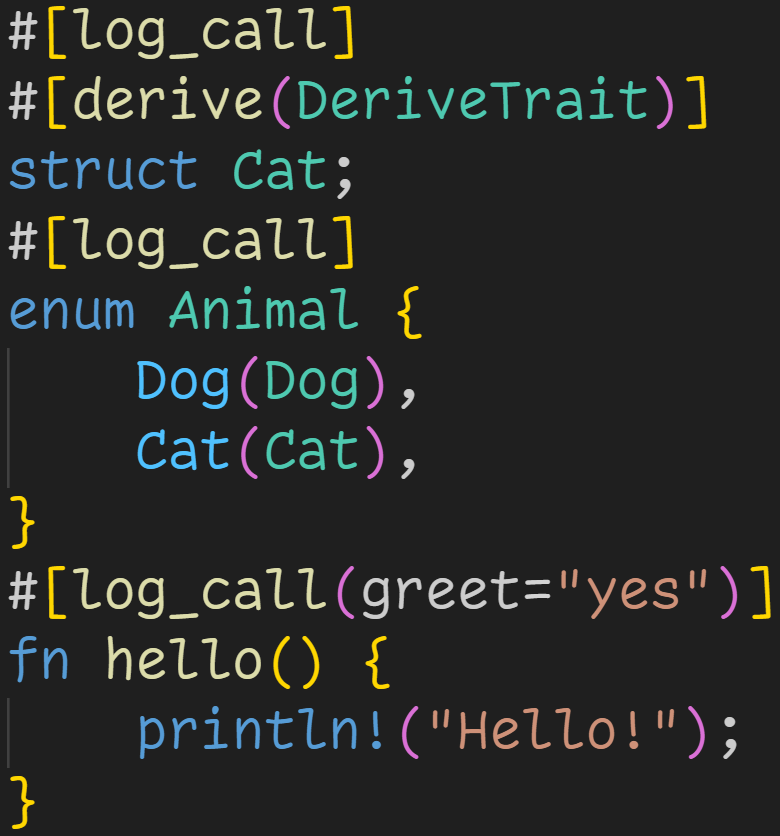 #[log_call]
#[derive(DeriveTrait)]
struct Cat;
#[log_call]
enum Animal {
    Dog(Dog),
    Cat(Cat),
}
#[log_call(greet="yes")]
fn hello() {
    println!("Hello!");
}